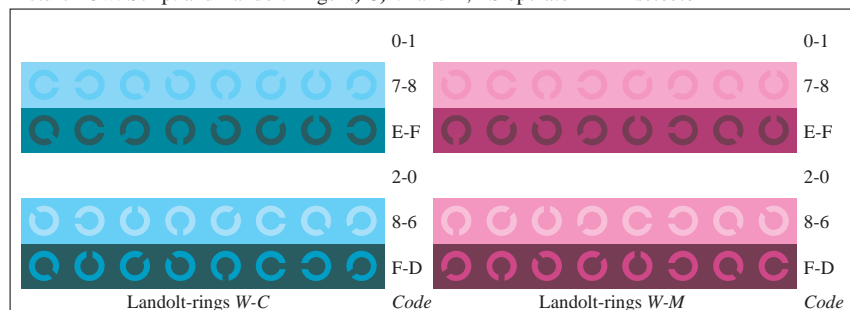 0-1
7-8
E-F
2-0
8-6
F-D
Landolt-rings W-C Code
0-1
7-8
E-F
2-0
8-6
F-D
Landolt-rings W-M Code